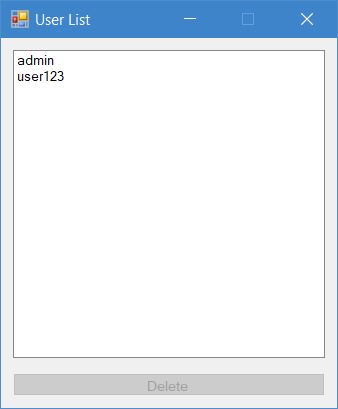 User List
admin
user123
Delete